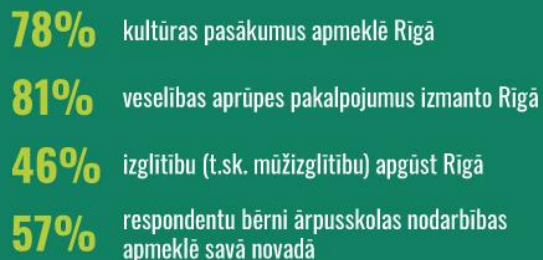 78% kultūras pasākumus apmeklē Rīgā
81% veselības aprūpes pakalpojumus izmanto Rīgā
46% izglītību (t.sk. mūžizglītību) apgūst Rīgā
57% respondentu bērni ārpusskolas nodarbības
apmeklē savā novadā